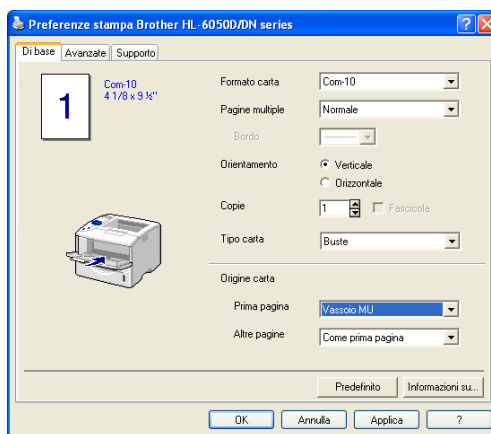 Preferenze stampa Brother HL-6050D/DN series
Di base Avanzate Supporto
1
Com-10
4 1/8 x 9 ½"
Formato carta Com-10
Pagine multiple Normale
Bordo
Orientamento Verticale
Orizzontale
Copie 1 Fascicola
Tipo carta Buste
Origine carta
Prima pagina Vassoio MU
Altre pagine Come prima pagina
Predefinito Informazioni su...
OK Annulla Applica ?